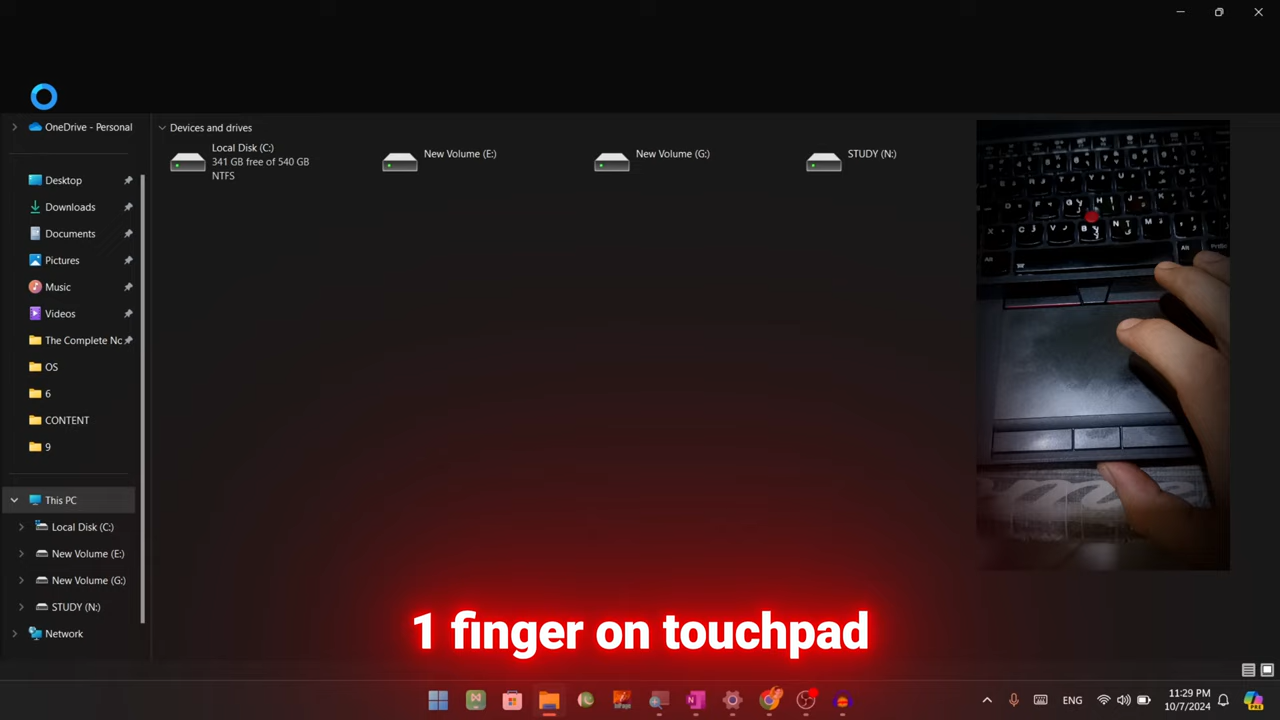 OneDrive - Personal
Desktop
Downloads
Documents
Pictures
Music
Videos
The Complete Nc
OS
6
CONTENT
9
This PC
Local Disk (C:)
New Volume (E:)
New Volume (G:)
STUDY (N:)
Network
Devices and drives
Local Disk (C:)
341 GB free of 540 GB
NTFS
New Volume (E:)
New Volume (G:)
STUDY (N:)
1 finger on touchpad
ENG
11:29 PM
10/7/2024
PRE